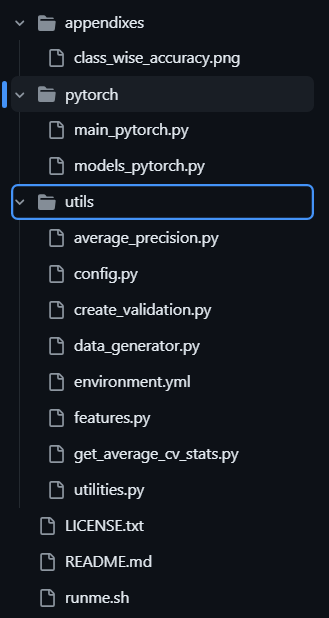 appendixes
class_wise_accuracy.png
pytorch
main_pytorch.py
models_pytorch.py
utils
average_precision.py
config.py
create_validation.py
data_generator.py
environment.yml
features.py
get_average_cv_stats.py
utilities.py
LICENSE.txt
README.md
runme.sh